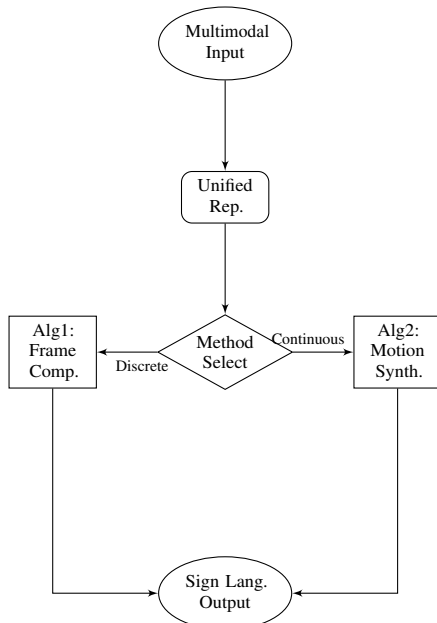 Multimodal
Input
Unified
Rep.
Alg1:
Frame
Comp.
Discrete
Method
Select
Continuous
Alg2:
Motion
Synth.
Sign Lang.
Output